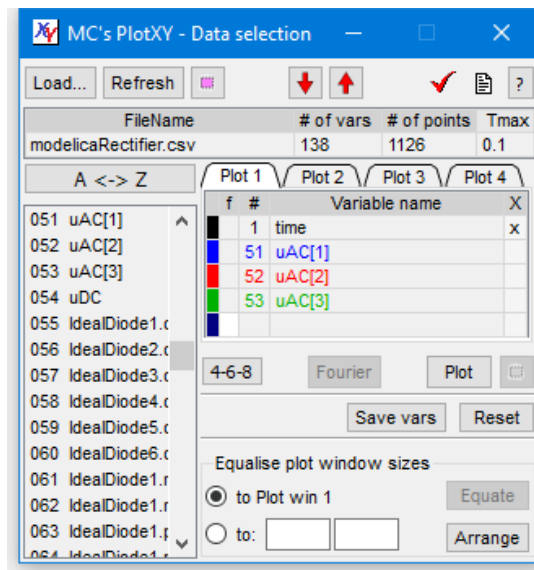 MC's PlotXY - Data selection
Load... Refresh ?
FileName # of vars # of points Tmax
modelicaRectifier.csv 138 1126 0.1
A <-> Z
Plot 1 Plot 2 Plot 3 Plot 4
f # Variable name X
1 time x
51 uAC[1]
52 uAC[2]
53 uAC[3]
051 uAC[1]
052 uAC[2]
053 uAC[3]
054 uDC
055 IdealDiode1.
056 IdealDiode2.
057 IdealDiode3.
058 IdealDiode4.
059 IdealDiode5.
060 IdealDiode6.
061 IdealDiode1.
062 IdealDiode1.
063 IdealDiode1.
064 IdealDiode1.
4-6-8 Fourier Plot
Save vars Reset
Equalise plot window sizes
to Plot win 1 Equate
to: Arrange